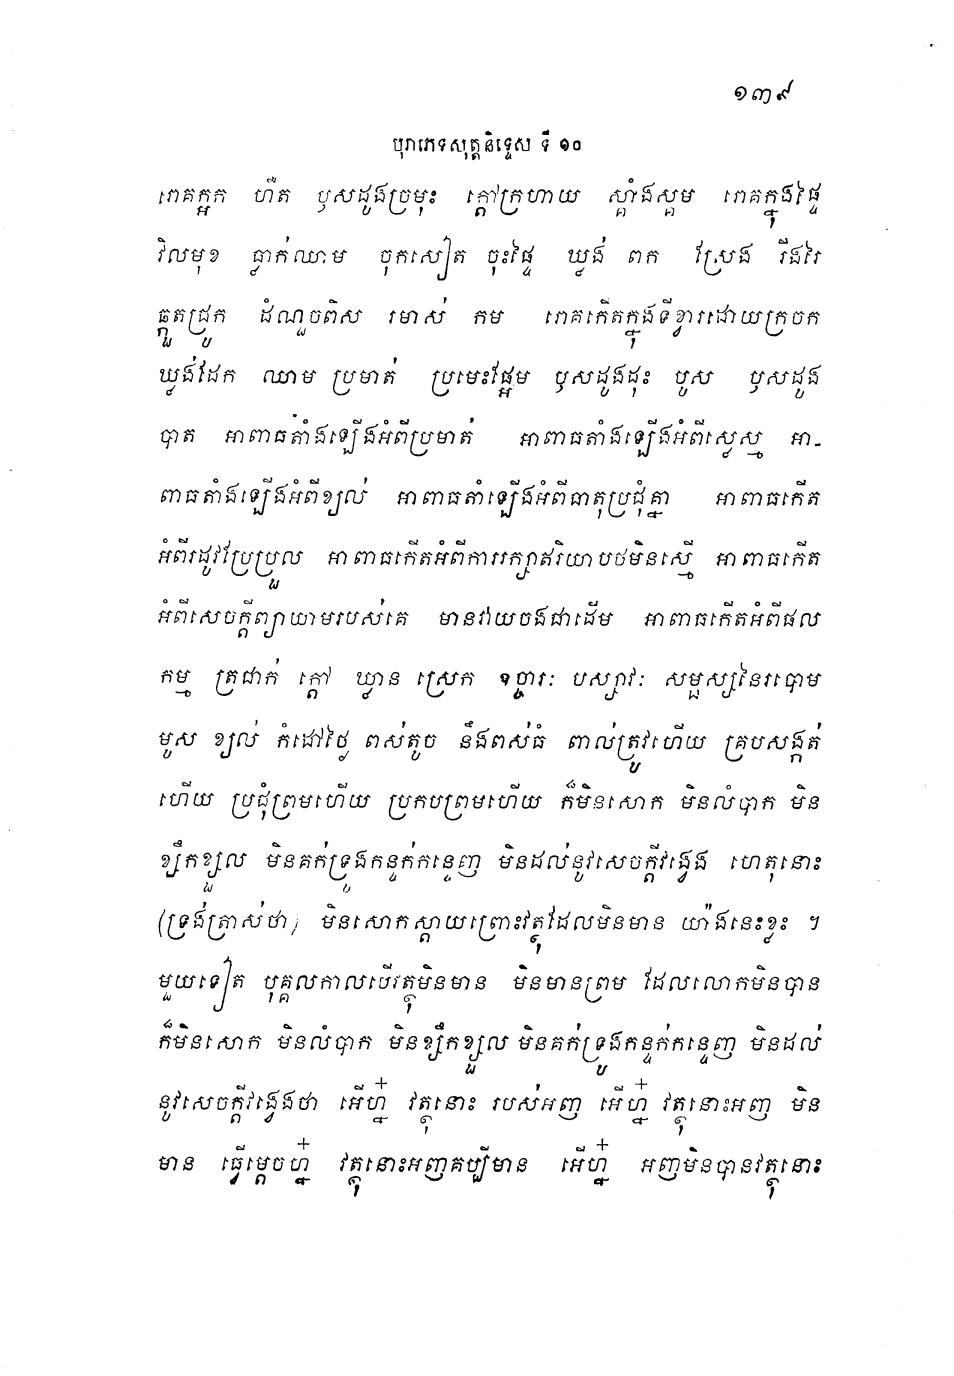 ១៣៩
បុរាភេទសុត្តនិទ្ទេស ទី ១០
រោគក្អក ហឺត ឫសដូងច្រមុះ ក្តៅក្រហាយ ស្គាំងស្គម រោគក្នុងផ្ទៃ
វិលមុខ ធ្លាក់ឈាម ចុកសៀត ចុះផ្ទៃ ឃ្លង់ ពក ស្រែង រីងរៃ
ឆ្កួតជ្រូក ដំណួចពិស រមាស់ កម រោគកើតក្នុងទីខ្វារដោយក្រចក
ឃ្លង់ដែក ឈាម ប្រមាត់ ប្រមេះផ្អែម ឫសដូងដុះ បូស ឫសដូង
បាត អាពាធតាំងឡើងអំពីប្រមាត់ អាពាធតាំងឡើងអំពីស្លេស្ម អា-
ពាធតាំងឡើងអំពីខ្យល់ អាពាធតាំឡើងអំពីធាតុប្រជុំគ្នា អាពាធកើត
អំពីរដូវប្រែប្រួល អាពាធកើតអំពីការរក្សាឥរិយាបថមិនស្មើ អាពាធកើត
អំពីសេចក្តីព្យាយាមរបស់គេ មានវាយចងជាដើម អាពាធកើតអំពីផល
កម្ម ត្រជាក់ ក្តៅ ឃ្លាន ស្រេក ឧច្ចារៈ បស្សាវៈ សម្ផស្សនៃរបោម
មូស ខ្យល់ កំដៅថ្ងៃ ពស់តូច នឹងពស់ធំ ពាល់ត្រូវហើយ គ្របសង្កត់
ហើយ ប្រជុំព្រមហើយ ប្រកបព្រមហើយ ក៏មិនសោក មិនលំបាក មិន
ខ្សឹកខ្សួល មិនគក់ទ្រូងកន្ទក់កន្ទេញ មិនដល់នូវសេចក្តីវង្វេង ហេតុនោះ
(ទ្រង់ត្រាស់ថា) មិនសោកស្តាយព្រោះវត្ថុដែលមិនមាន យ៉ាងនេះខ្លះ ។
មួយទៀត បុគ្គលកាលបើវត្ថុមិនមាន មិនមានព្រម ដែលលោកមិនបាន
ក៏មិនសោក មិនលំបាក មិនខ្សឹកខ្សួល មិនគក់ទ្រូងកន្ទក់កន្ទេញ មិនដល់
នូវសេចក្តីវង្វេងថា អើហ្ន៎ វត្ថុនោះ របស់អញ អើហ្ន៎ វត្ថុនោះអញ មិន
មាន ធ្វើម្តេចហ្ន៎ វត្ថុនោះអញគប្បីមាន អើហ្ន៎ អញមិនបានវត្ថុនោះ